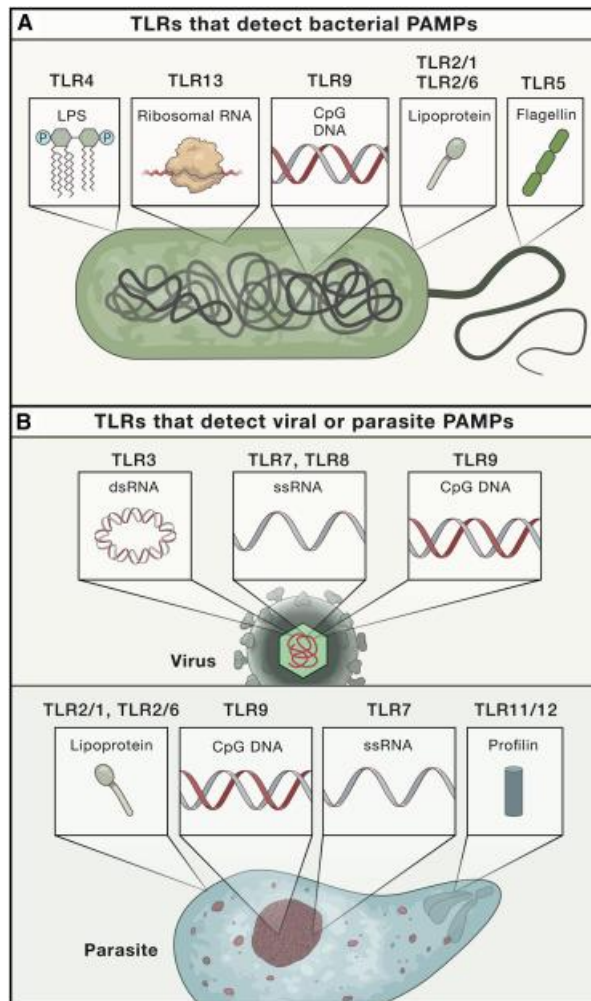 A TLRs that detect bacterial PAMPs
TLR4
TLR13
TLR9
TLR2/1
TLR2/6
TLR5
LPS
P
P
Ribosomal RNA
CpG
DNA
Lipoprotein
Flagellin
B TLRs that detect viral or parasite PAMPs
TLR3
TLR7, TLR8
TLR9
dsRNA
ssRNA
CpG DNA
Virus
TLR2/1, TLR2/6
TLR9
TLR7
TLR11/12
Lipoprotein
CpG DNA
ssRNA
Profilin
Parasite